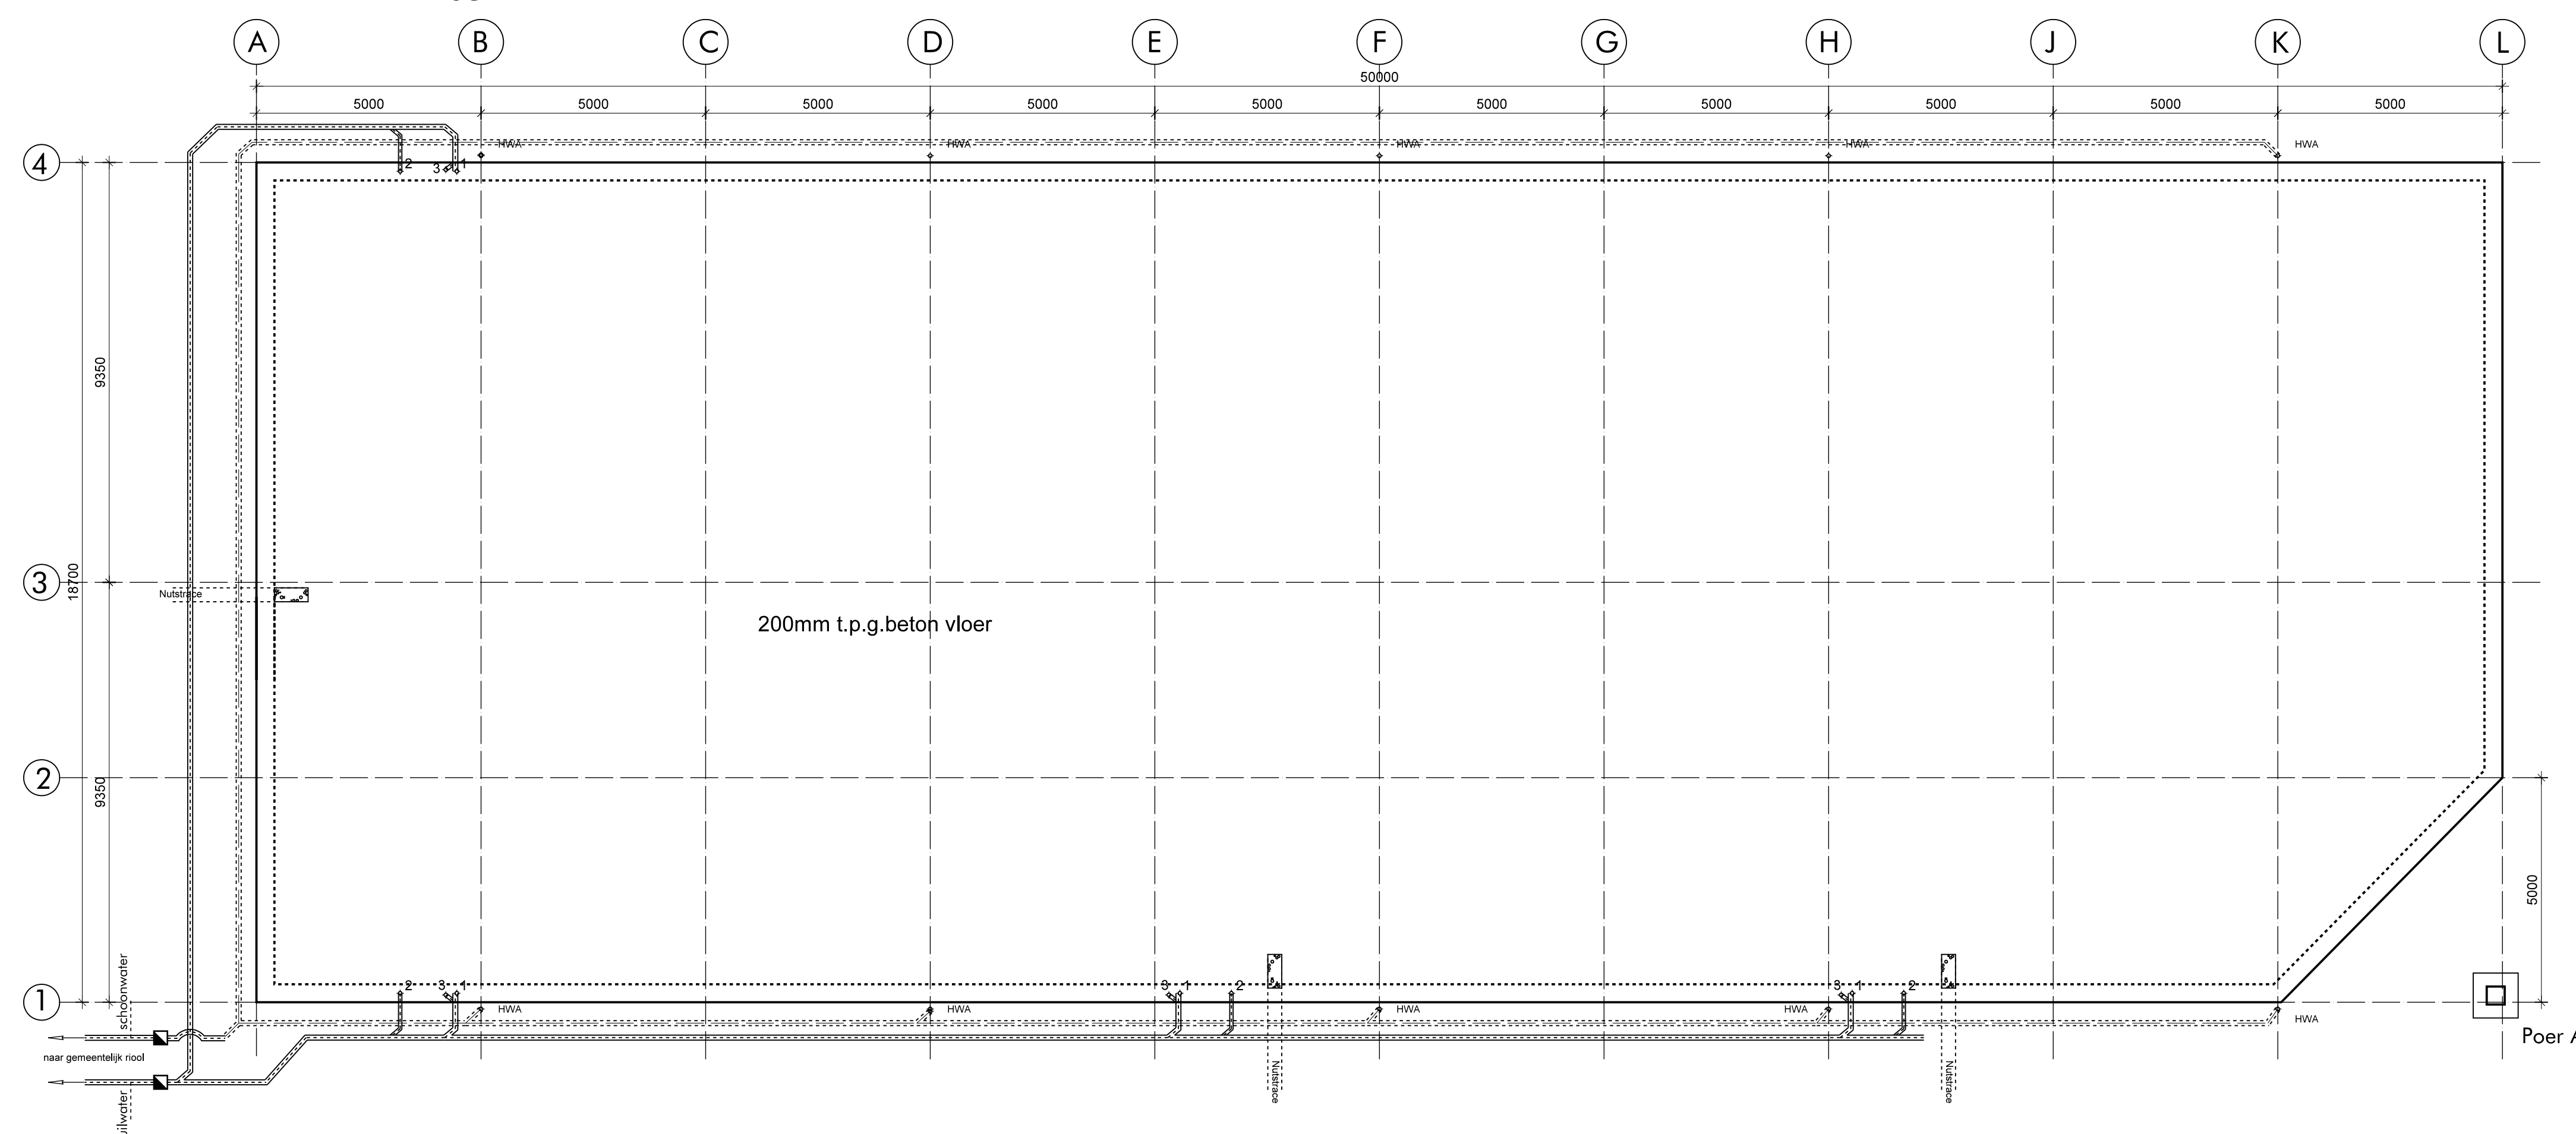 A B C D E F G H J K L
50000
5000 5000 5000 5000 5000 5000 5000 5000 5000 5000
HWA HWA HWA HWA HWA
4
2 3 1
9350
3
18700
Nutstrace
200mm t.p.g.beton vloer
2
9350
5000
schoonwater
2 3 1 3 1 2 3 1 2
1
HWA HWA HWA HWA HWA
Poer
naar gemeentelijk riool
Nutstrace Nutstrace